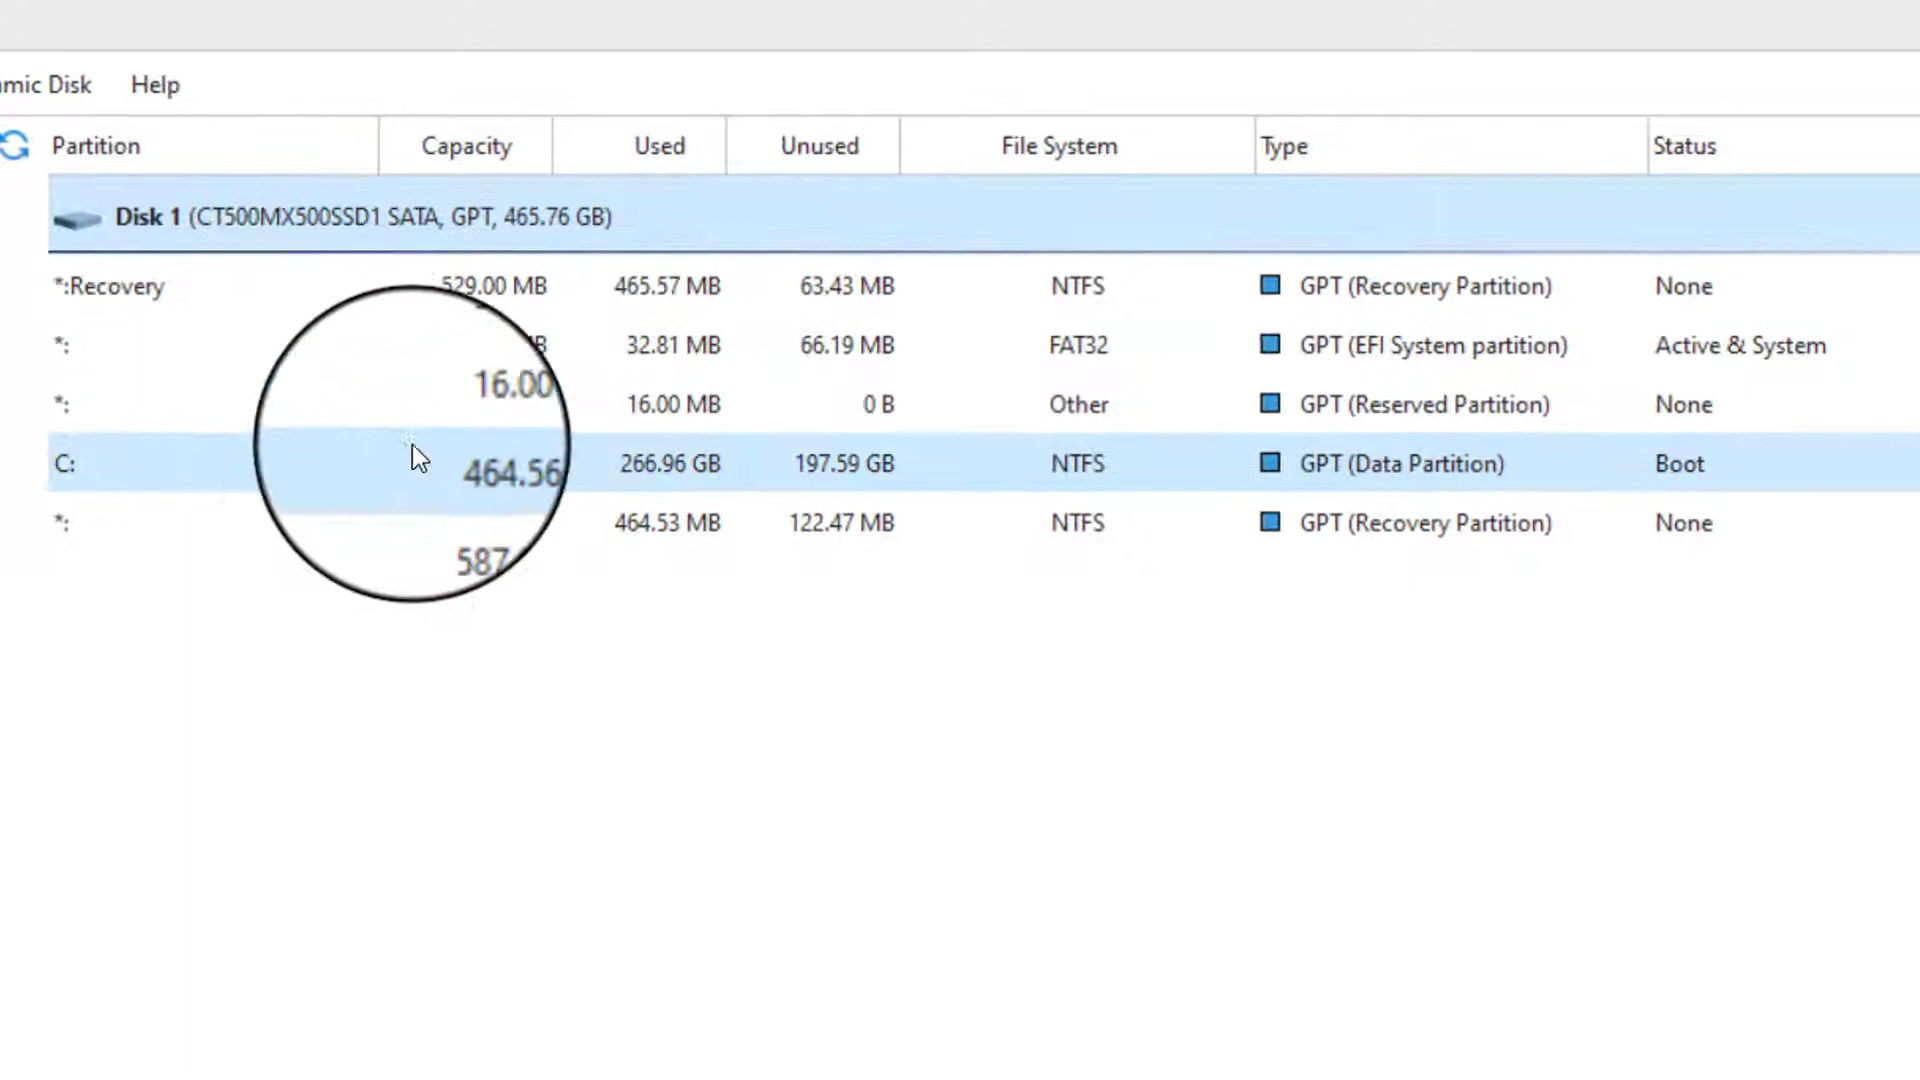 amic Disk Help
Partition Capacity Used Unused File System Type Status
Disk 1 (CT500MX500SSD1 SATA, GPT, 465.76 GB)
*:Recovery 529.00 MB 465.57 MB 63.43 MB NTFS GPT (Recovery Partition) None
*: 32.81 MB 66.19 MB FAT32 GPT (EFI System partition) Active & System
*: 16.00 16.00 MB 0 B Other GPT (Reserved Partition) None
C: 464.56 266.96 GB 197.59 GB NTFS GPT (Data Partition) Boot
*: 587 464.53 MB 122.47 MB NTFS GPT (Recovery Partition) None